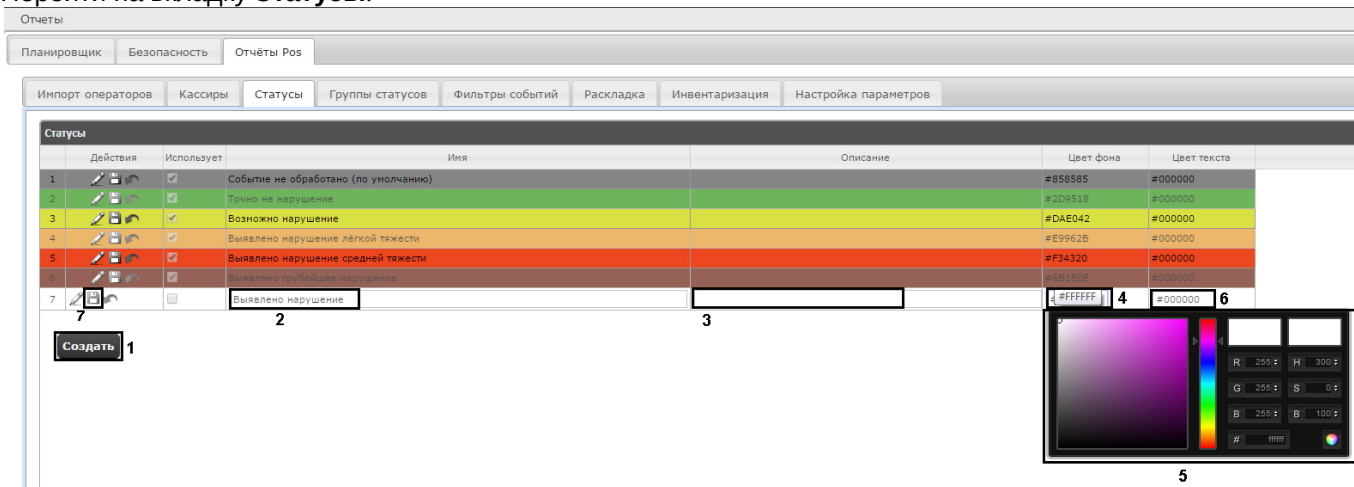 Перейти на вкладку Статусы.
Отчеты
Планировщик Безопасность Отчёты Pos
Импорт операторов Кассиры Статусы Группы статусов Фильтры событий Раскладка Инвентаризация Настройка параметров
Статусы
Действия Использует Имя Описание Цвет фона Цвет текста
1 Событие не обработано (по умолчанию) #858585 #000000
2 Точно не нарушение #2D9518 #000000
3 Возможно нарушение #DAE042 #000000
4 Выявлено нарушение лёгкой тяжести #E9962B #000000
5 Выявлено нарушение средней тяжести #F34320 #000000
6 Выявлено грубейшее нарушение #6B1E0E #000000
7 Выявлено нарушение #FFFFFF 4 #000000 6
7 2 3
Создать 1
R 255 H 300
G 255 S 0
B 255 B 100
# ffffff
5